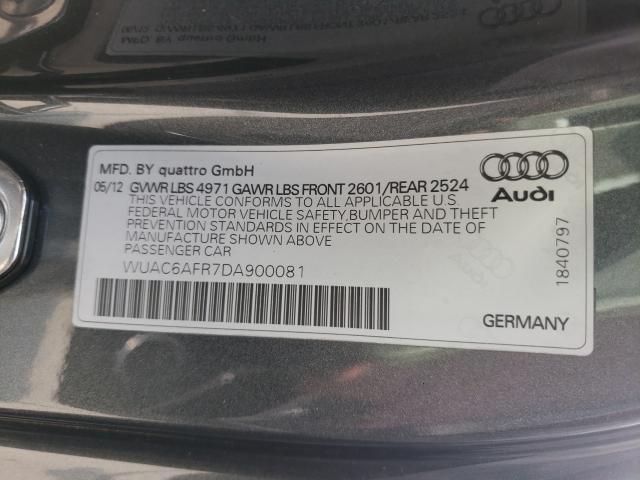 MFD. BY quattro GmbH
05/12 GVWR LBS 4971 GAWR LBS FRONT 2601/REAR 2524
THIS VEHICLE CONFORMS TO ALL APPLICABLE U.S
FEDERAL MOTOR VEHICLE SAFETY,BUMPER AND THEFT
PREVENTION STANDARDS IN EFFECT ON THE DATE OF
MANUFACTURE SHOWN ABOVE
PASSENGER CAR
WUAC6AFR7DA900081
Audi
1840797
GERMANY